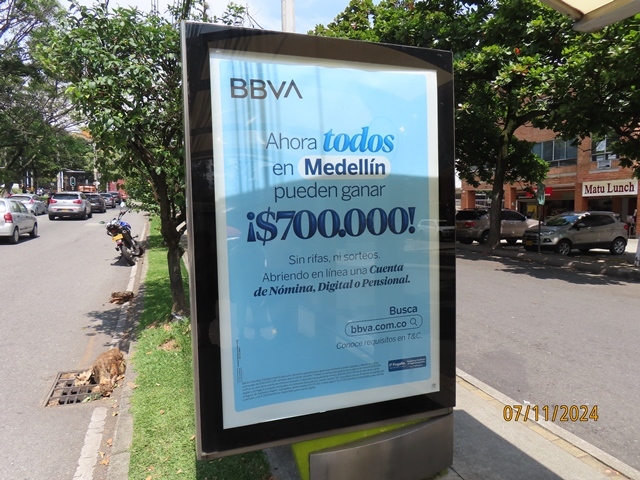 BBVA
Ahora todos
en Medellín
pueden ganar
¡$700.000!
Sin rifas, ni sorteos.
Abriendo en línea una Cuenta
de Nómina, Digital o Pensional.
Busca
bbva.com.co
Conoce requisitos en T&C.
Matu Lunch
07/11/2024